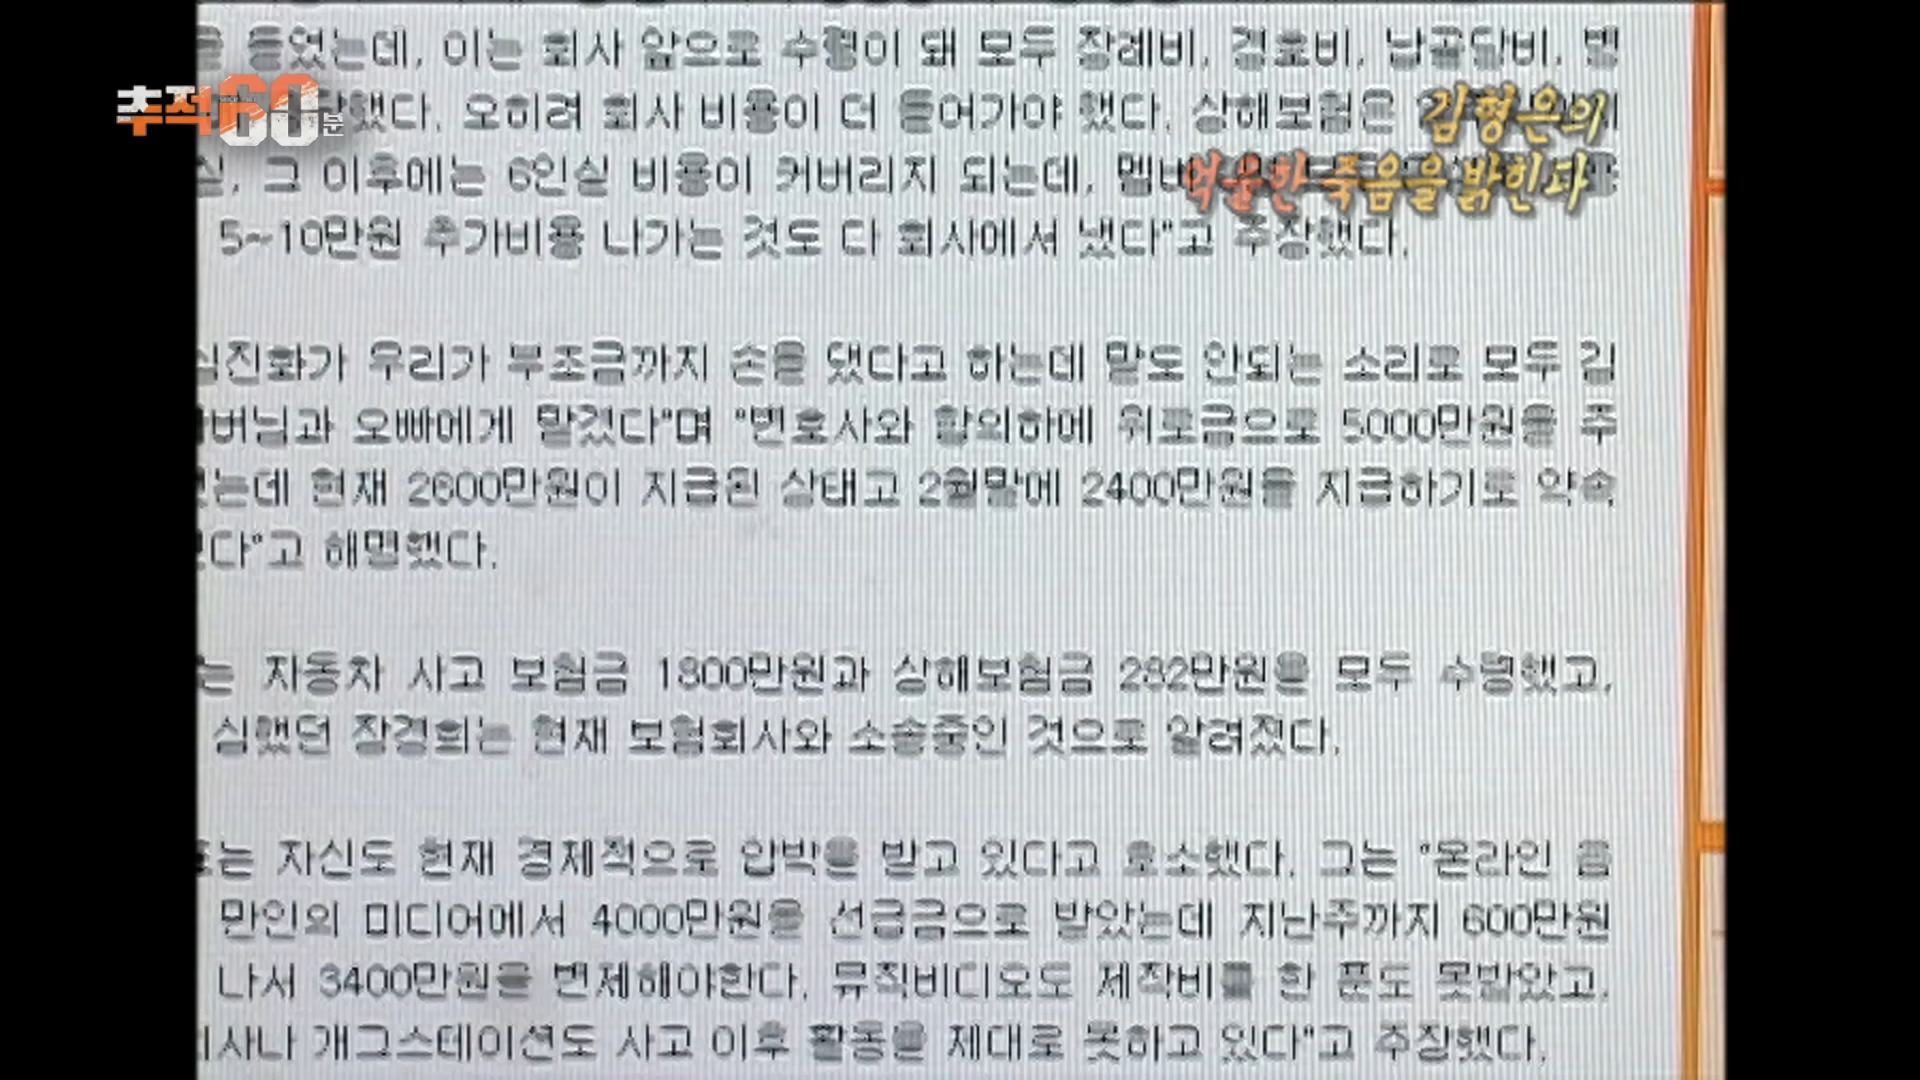 를 들었는데, 이는 회사 앞으로 수령이 돼 모두 장례비, 간호비, 납골당비,
했다. 오히려 회사 비용이 더 들어가야 했다. 상해보험은
실, 그 이후에는 6인실 비용이 커버리지 되는데,
5~10만원 추가비용 나가는 것도 다 회사에서 냈다"고 주장했다.
심진화가 우리가 부조금까지 손을 댔다고 하는데 말도 안되는 소리로 모두 김
아버님과 오빠에게 맡겼다"며 "변호사와 합의하에 위로금으로 5000만원을 주
는데 현재 2600만원이 지급된 상태고 2월말에 2400만원을 지급하기로 약속
다"고 해명했다.
는 자동차 사고 보험금 1800만원과 상해보험금 282만원을 모두 수령했고,
심했던 장경희는 현재 보험회사와 소송중인 것으로 알려졌다.
는 자신도 현재 경제적으로 압박을 받고 있다고 호소했다. 그는 "온라인 음
만인의 미디어에서 4000만원을 선급금으로 받았는데 지난주까지 600만원
나서 3400만원을 변제해야한다. 뮤직비디오도 제작비를 한 푼도 못받았고,
사나 개그스테이션도 사고 이후 활동을 제대로 못하고 있다"고 주장했다.
추적60분
김형은의
억울한 죽음을 밝힌다